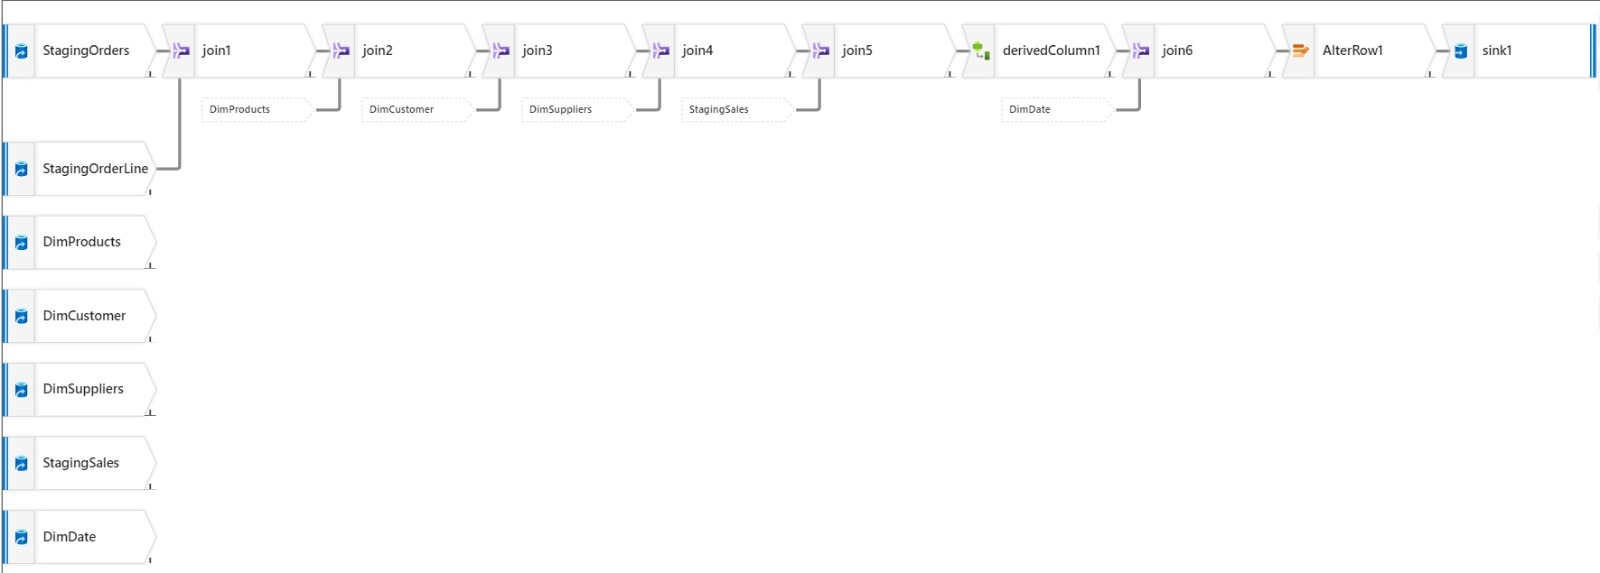 StagingOrders
join1
join2
join3
join4
join5
derivedColumn1
join6
AlterRow1
sink1
DimProducts
DimCustomer
DimSuppliers
StagingSales
DimDate
StagingOrderLine
DimProducts
DimCustomer
DimSuppliers
StagingSales
DimDate